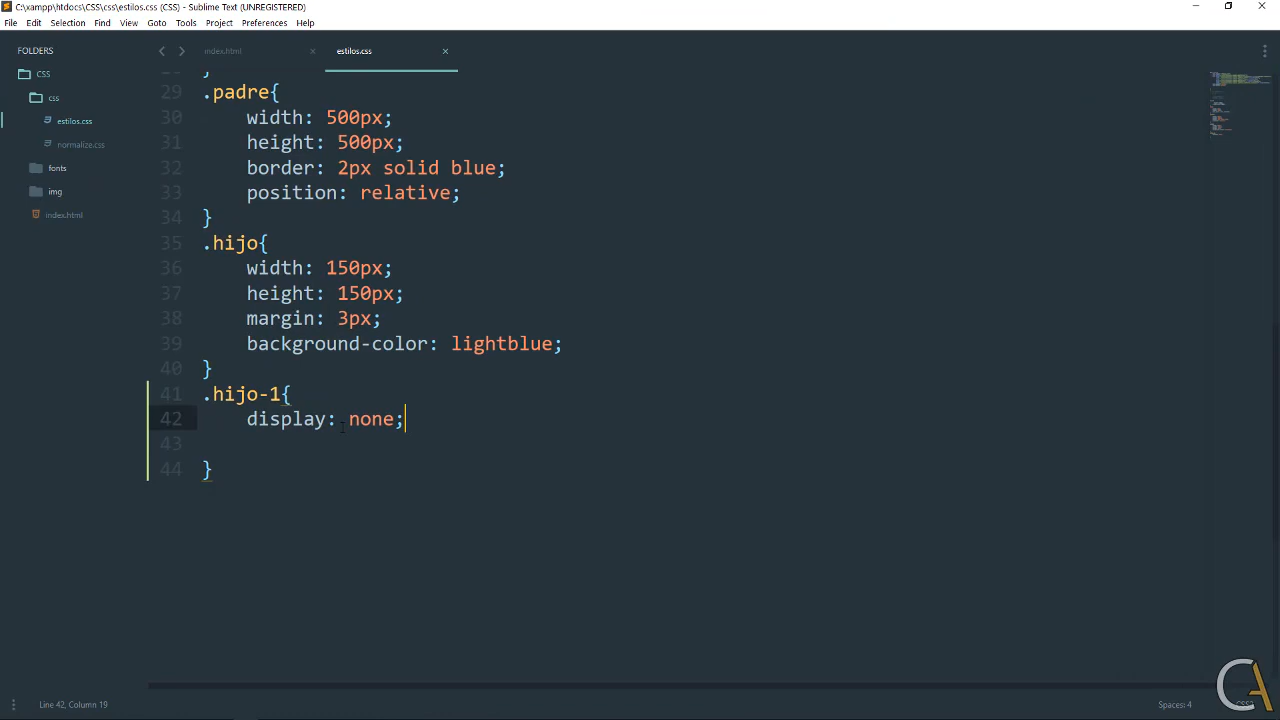 C:\xampp\htdocs\CSS\css\estilos.css (CSS) - Sublime Text (UNREGISTERED)
File Edit Selection Find View Goto Tools Project Preferences Help
FOLDERS
CSS
css
estilos.css
normalize.css
fonts
img
index.html
index.html
estilos.css
29 .padre{
30 width: 500px;
31 height: 500px;
32 border: 2px solid blue;
33 position: relative;
34 }
35 .hijo{
36 width: 150px;
37 height: 150px;
38 margin: 3px;
39 background-color: lightblue;
40 }
41 .hijo-1{
42 display: none;
43
44 }
Line 42, Column 19
Spaces: 4
CA